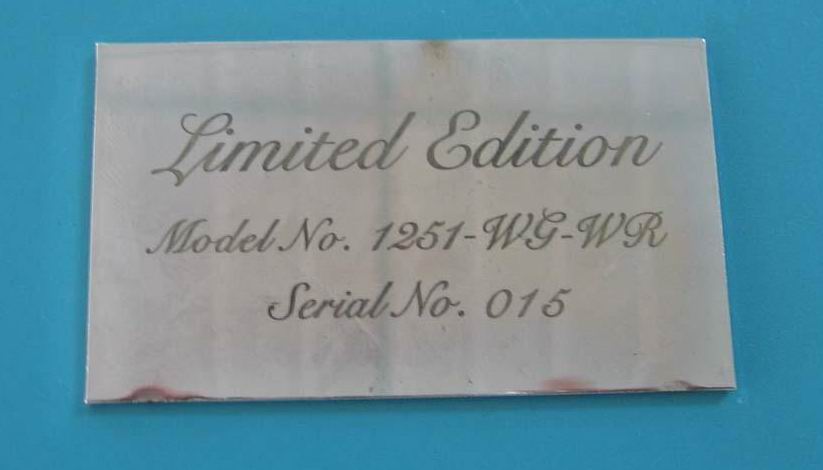 Limited Edition
Model No. 1251-WG-WR
Serial No. 015